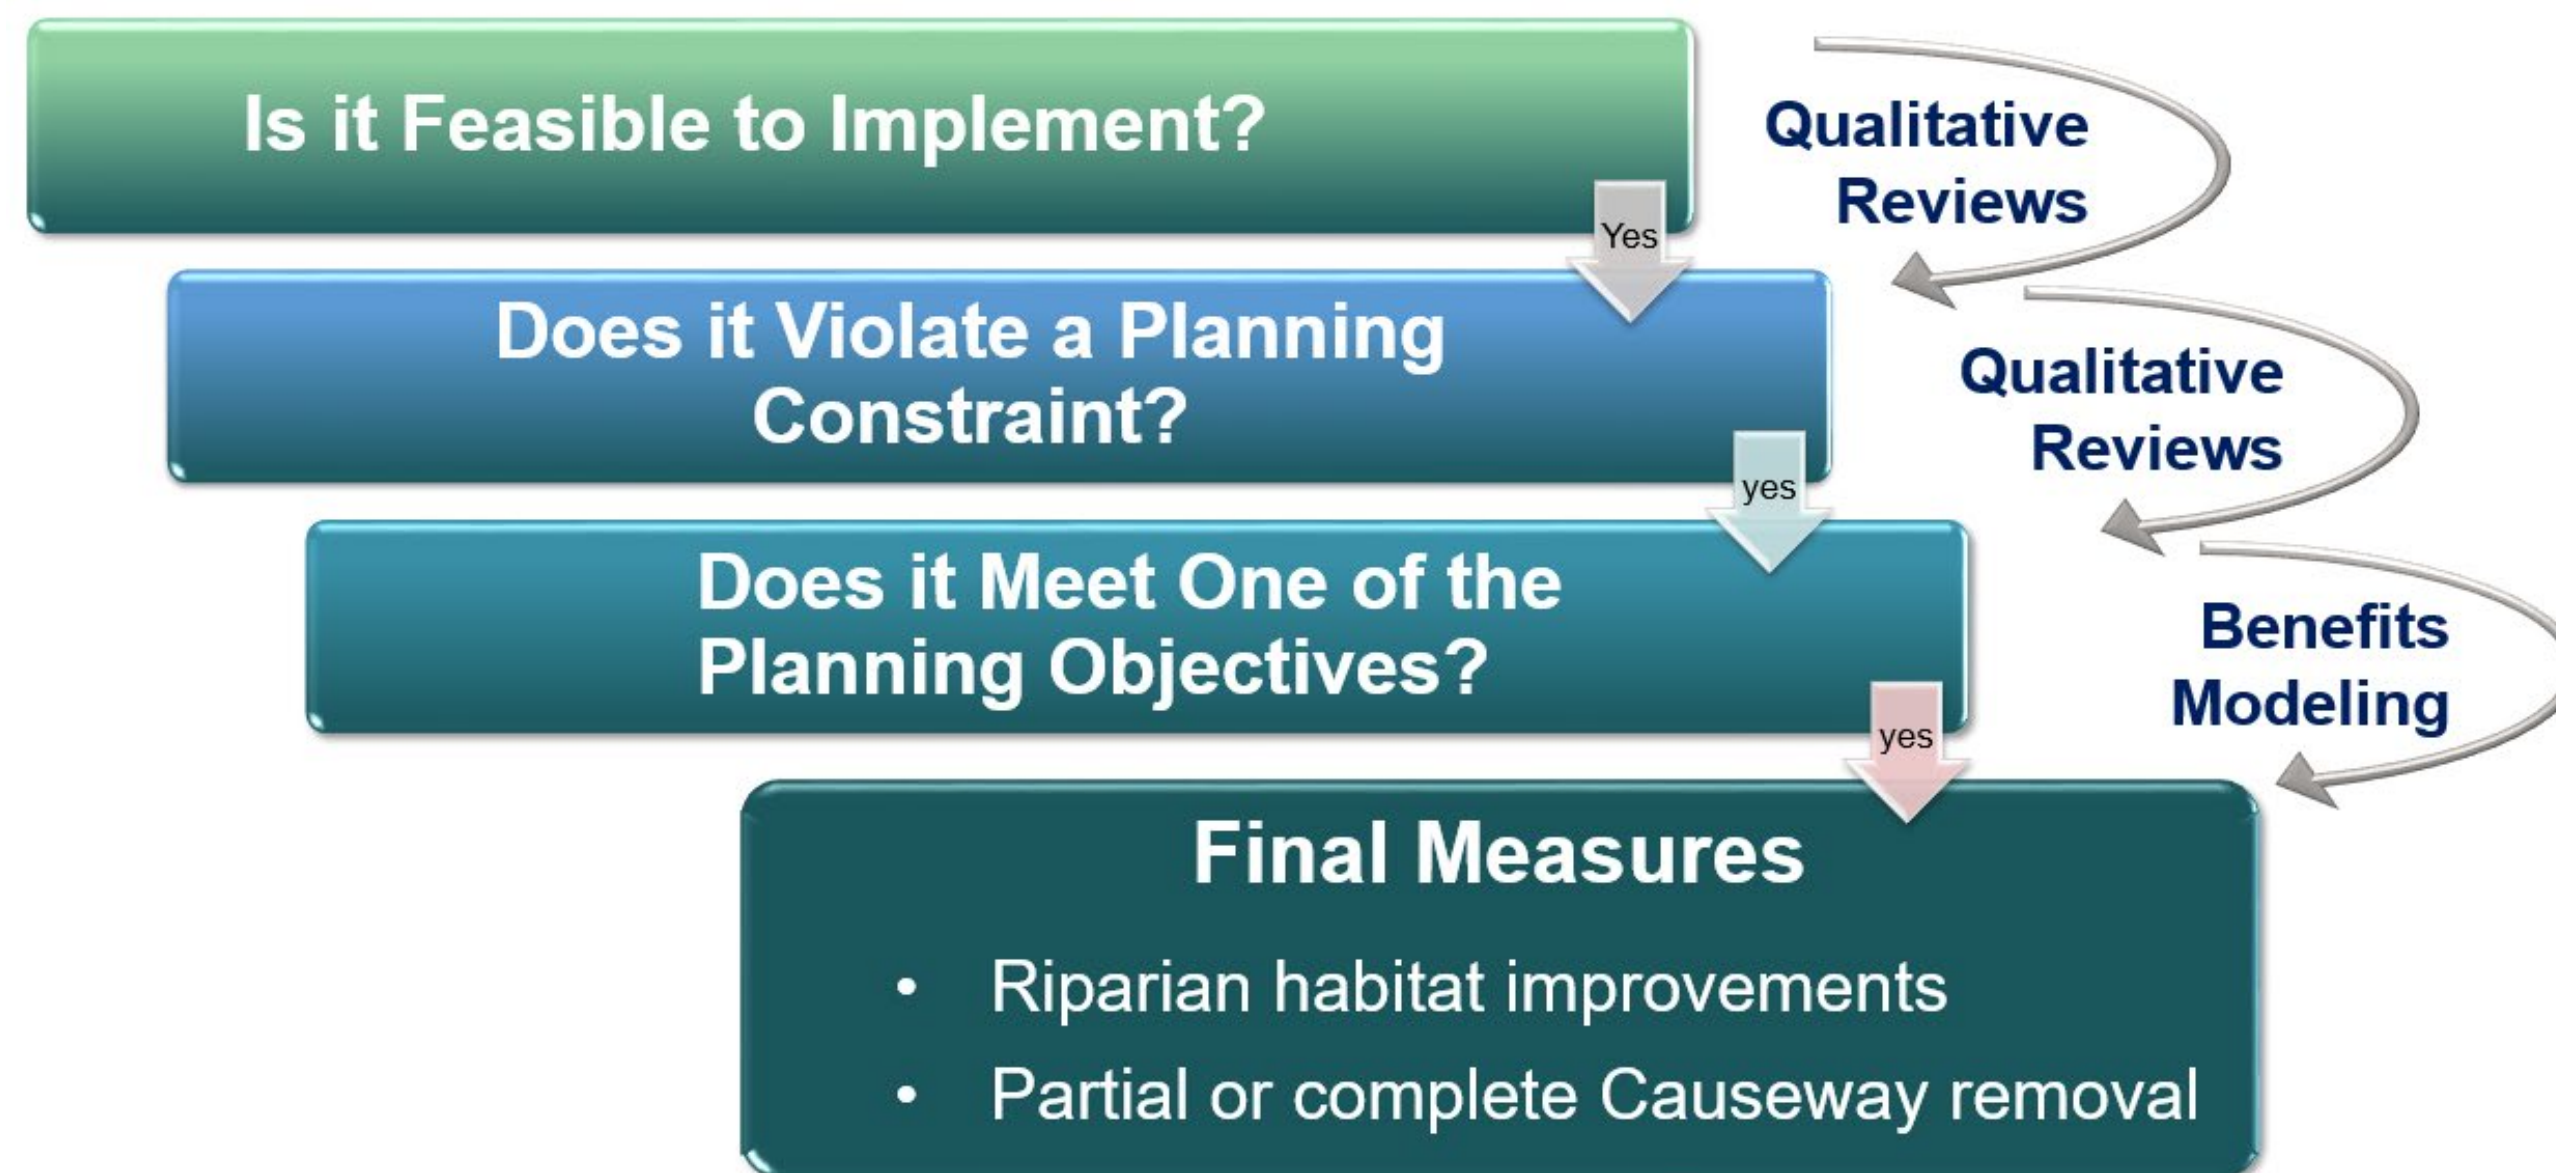 Is it Feasible to Implement?
Qualitative
Reviews
Yes
Does it Violate a Planning
Constraint?
Qualitative
Reviews
yes
Does it Meet One of the
Planning Objectives?
Benefits
Modeling
yes
Final Measures
• Riparian habitat improvements
• Partial or complete Causeway removal